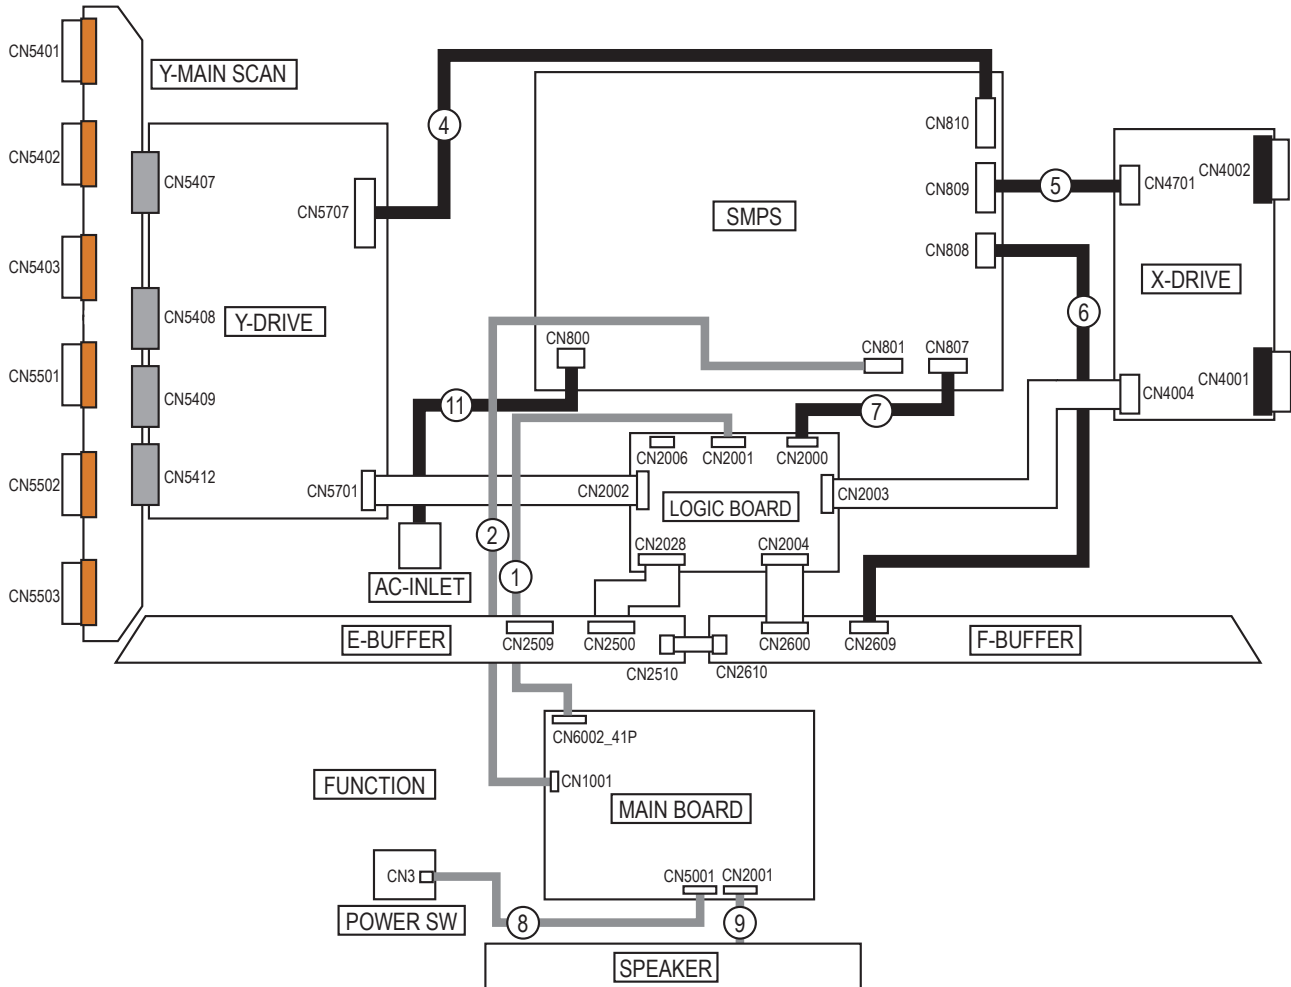 CN5401
Y-MAIN SCAN
4
CN810
CN5402
CN5407
CN5707
SMPS
CN809
5
CN4701
CN4002
CN5403
CN808
X-DRIVE
CN5408
Y-DRIVE
6
CN800
CN801
CN807
CN5501
CN5409
11
7
CN4004
CN4001
CN2006
CN2001
CN2000
CN5502
CN5412
CN5701
CN2002
CN2003
LOGIC BOARD
2
CN2028
CN2004
1
AC-INLET
CN5503
E-BUFFER
CN2509
CN2500
CN2510
CN2610
CN2600
CN2609
F-BUFFER
CN6002_41P
FUNCTION
CN1001
MAIN BOARD
CN3
CN5001
CN2001
POWER SW
8
9
SPEAKER